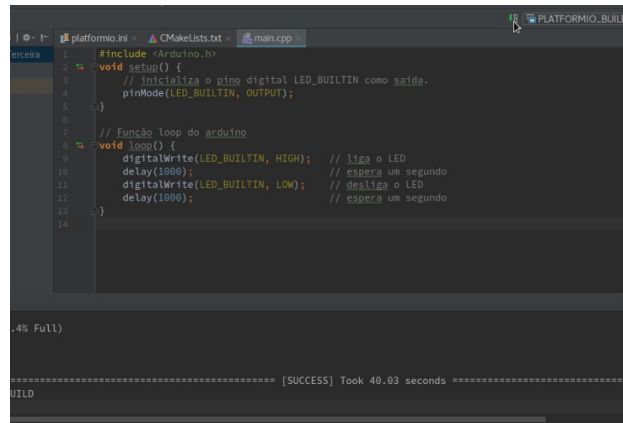 PLATFORMIO_BUIL
platformio.ini CMakeLists.txt main.cpp
erceira
1 #include <Arduino.h>
2 void setup() {
3 // inicializa o pino digital LED_BUILTIN como saída.
4 pinMode(LED_BUILTIN, OUTPUT);
5 }
6
7 // Função loop do arduino
8 void loop() {
9 digitalWrite(LED_BUILTIN, HIGH); // liga o LED
10 delay(1000); // espera um segundo
11 digitalWrite(LED_BUILTIN, LOW); // desliga o LED
12 delay(1000); // espera um segundo
13 }
14
.4% Full)
============================================= [SUCCESS] Took 40.03 seconds =============================
UILD